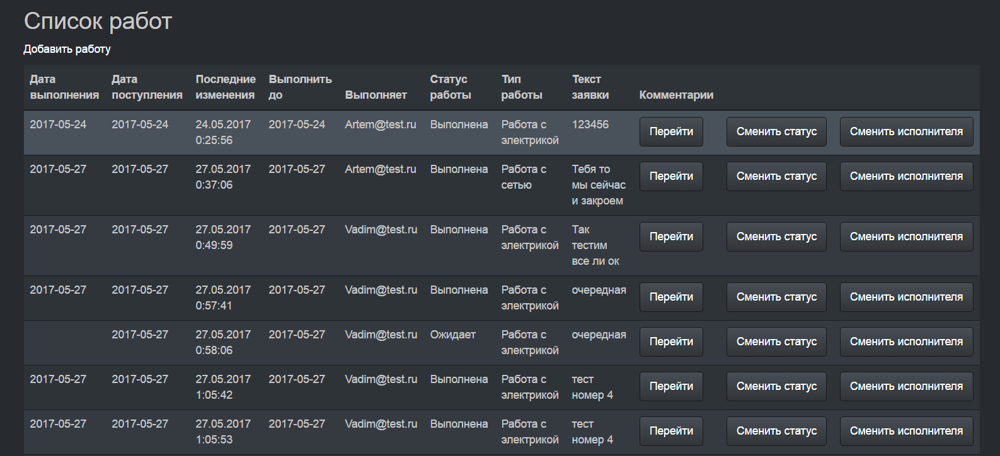 Список работ
Добавить работу
Дата Дата Последние Выполнить Статус Тип Текст
выполнения поступления изменения до Выполняет работы работы заявки Комментарии
2017-05-24 2017-05-24 24.05.2017 2017-05-24 Artem@test.ru Выполнена Работа с 123456 Перейти Сменить статус Сменить исполнителя
0:25:56 электрикой
2017-05-27 2017-05-27 27.05.2017 2017-05-27 Artem@test.ru Выполнена Работа с Тебя то Перейти Сменить статус Сменить исполнителя
0:37:06 сетью мы сейчас
и закроем
2017-05-27 2017-05-27 27.05.2017 2017-05-27 Vadim@test.ru Выполнена Работа с Так Перейти Сменить статус Сменить исполнителя
0:49:59 электрикой тестим
все ли ок
2017-05-27 2017-05-27 27.05.2017 2017-05-27 Vadim@test.ru Выполнена Работа с очередная Перейти Сменить статус Сменить исполнителя
0:57:41 электрикой
2017-05-27 27.05.2017 2017-05-27 Vadim@test.ru Ожидает Работа с очередная Перейти Сменить статус Сменить исполнителя
0:58:06 электрикой
2017-05-27 2017-05-27 27.05.2017 2017-05-27 Vadim@test.ru Выполнена Работа с тест Перейти Сменить статус Сменить исполнителя
1:05:42 электрикой номер 4
2017-05-27 2017-05-27 27.05.2017 2017-05-27 Vadim@test.ru Выполнена Работа с тест Перейти Сменить статус Сменить исполнителя
1:05:53 электрикой номер 4